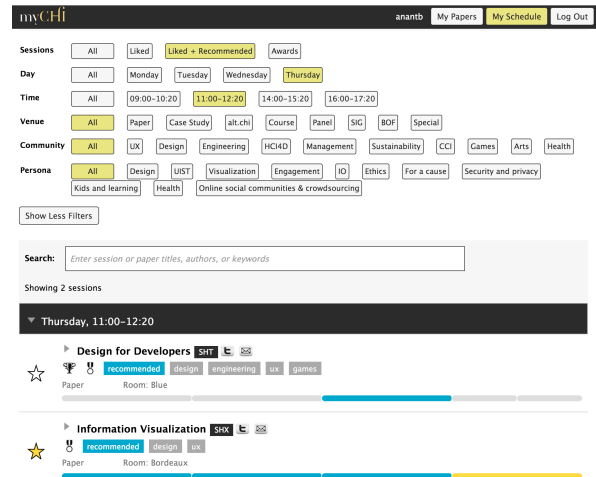 myCHI anantb My Papers My Schedule Log Out
Sessions All Liked Liked + Recommended Awards
Day All Monday Tuesday Wednesday Thursday
Time All 09:00-10:20 11:00-12:20 14:00-15:20 16:00-17:20
Venue All Paper Case Study alt.chi Course Panel SIG BOF Special
Community All UX Design Engineering HCI4D Management Sustainability CCI Games Arts Health
Persona All Design UIST Visualization Engagement IO Ethics For a cause Security and privacy
Kids and learning Health Online social communities & crowdsourcing
Show Less Filters
Search: Enter session or paper titles, authors, or keywords
Showing 2 sessions
Thursday, 11:00-12:20
Design for Developers SHT t
recommended design engineering ux games
Paper Room: Blue
Information Visualization SHX t
recommended design ux
Paper Room: Bordeaux